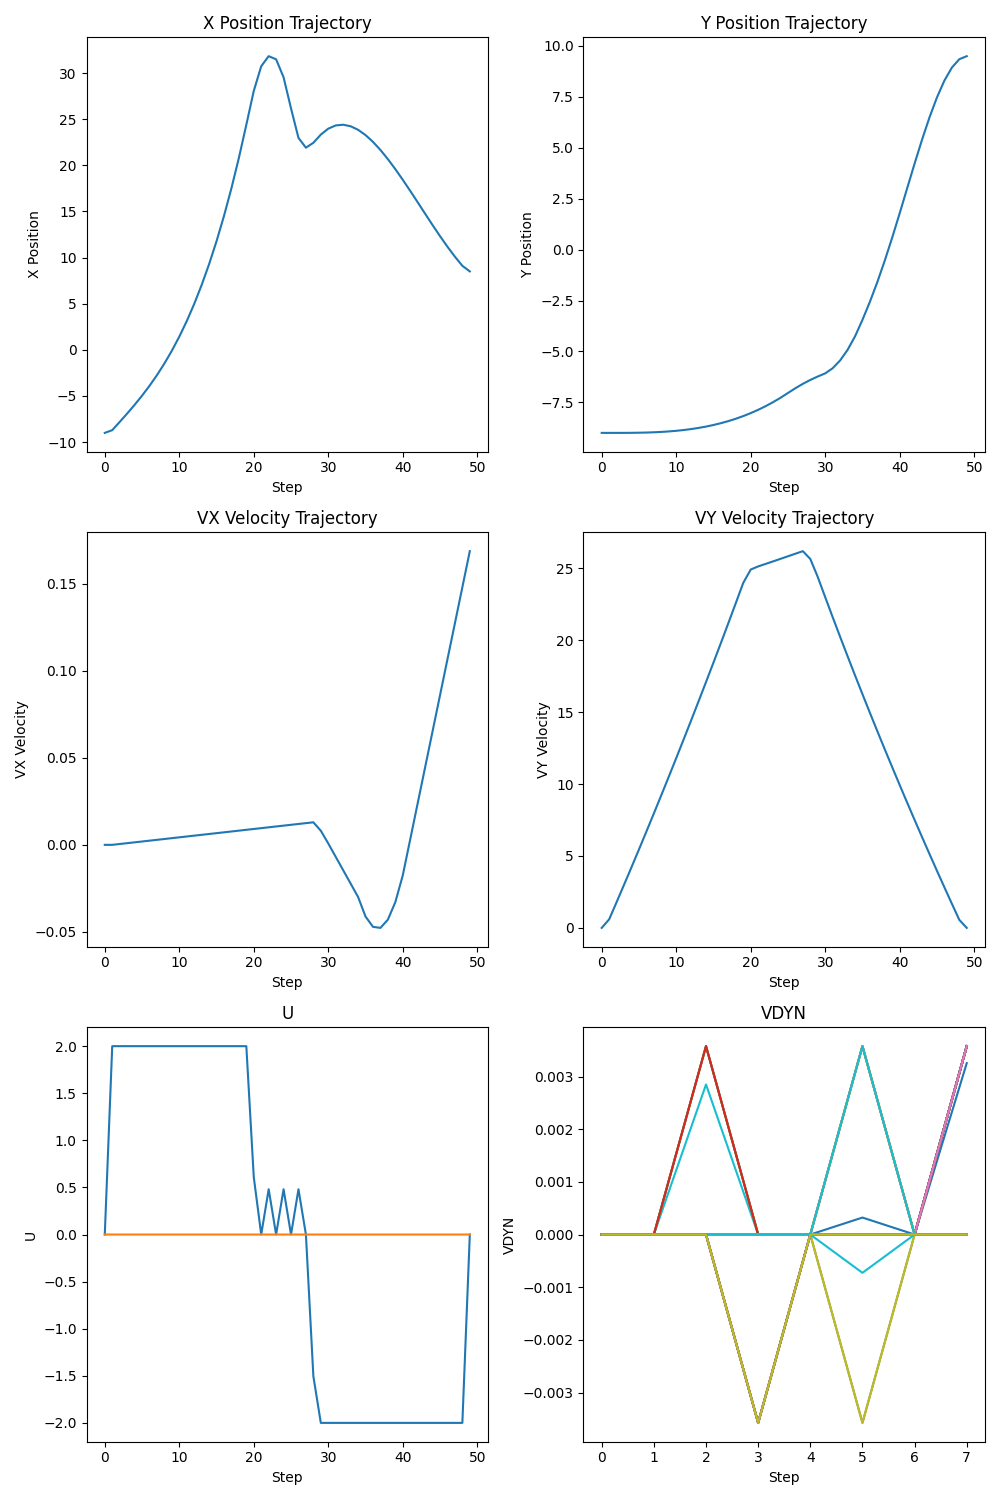 X Position Trajectory
30
25
20
15
10
5
0
−5
−10
X Position
0 10 20 30 40 50
Step
Y Position Trajectory
10.0
7.5
5.0
2.5
0.0
−2.5
−5.0
−7.5
Y Position
0 10 20 30 40 50
Step
VX Velocity Trajectory
0.15
0.10
0.05
0.00
−0.05
VX Velocity
0 10 20 30 40 50
Step
VY Velocity Trajectory
25
20
15
10
5
0
VY Velocity
0 10 20 30 40 50
Step
U
2.0
1.5
1.0
0.5
0.0
−0.5
−1.0
−1.5
−2.0
U
0 10 20 30 40 50
Step
VDYN
0.003
0.002
0.001
0.000
−0.001
−0.002
−0.003
VDYN
0 1 2 3 4 5 6 7
Step